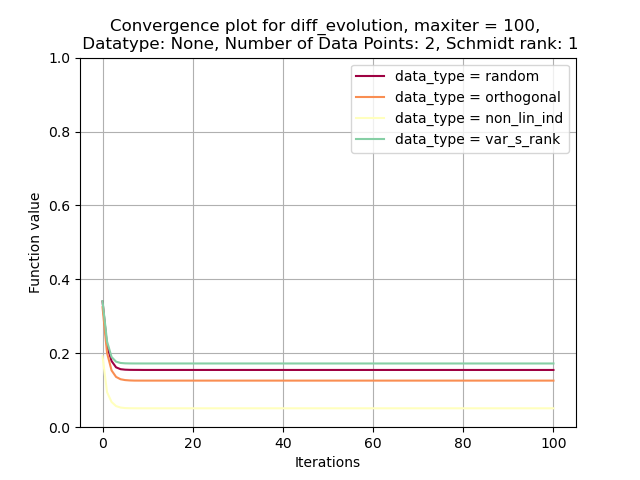 Convergence plot for diff_evolution, maxiter = 100,
Datatype: None, Number of Data Points: 2, Schmidt rank: 1
1.0
0.8
0.6
0.4
0.2
0.0
Function value
data_type = random
data_type = orthogonal
data_type = non_lin_ind
data_type = var_s_rank
0 20 40 60 80 100
Iterations